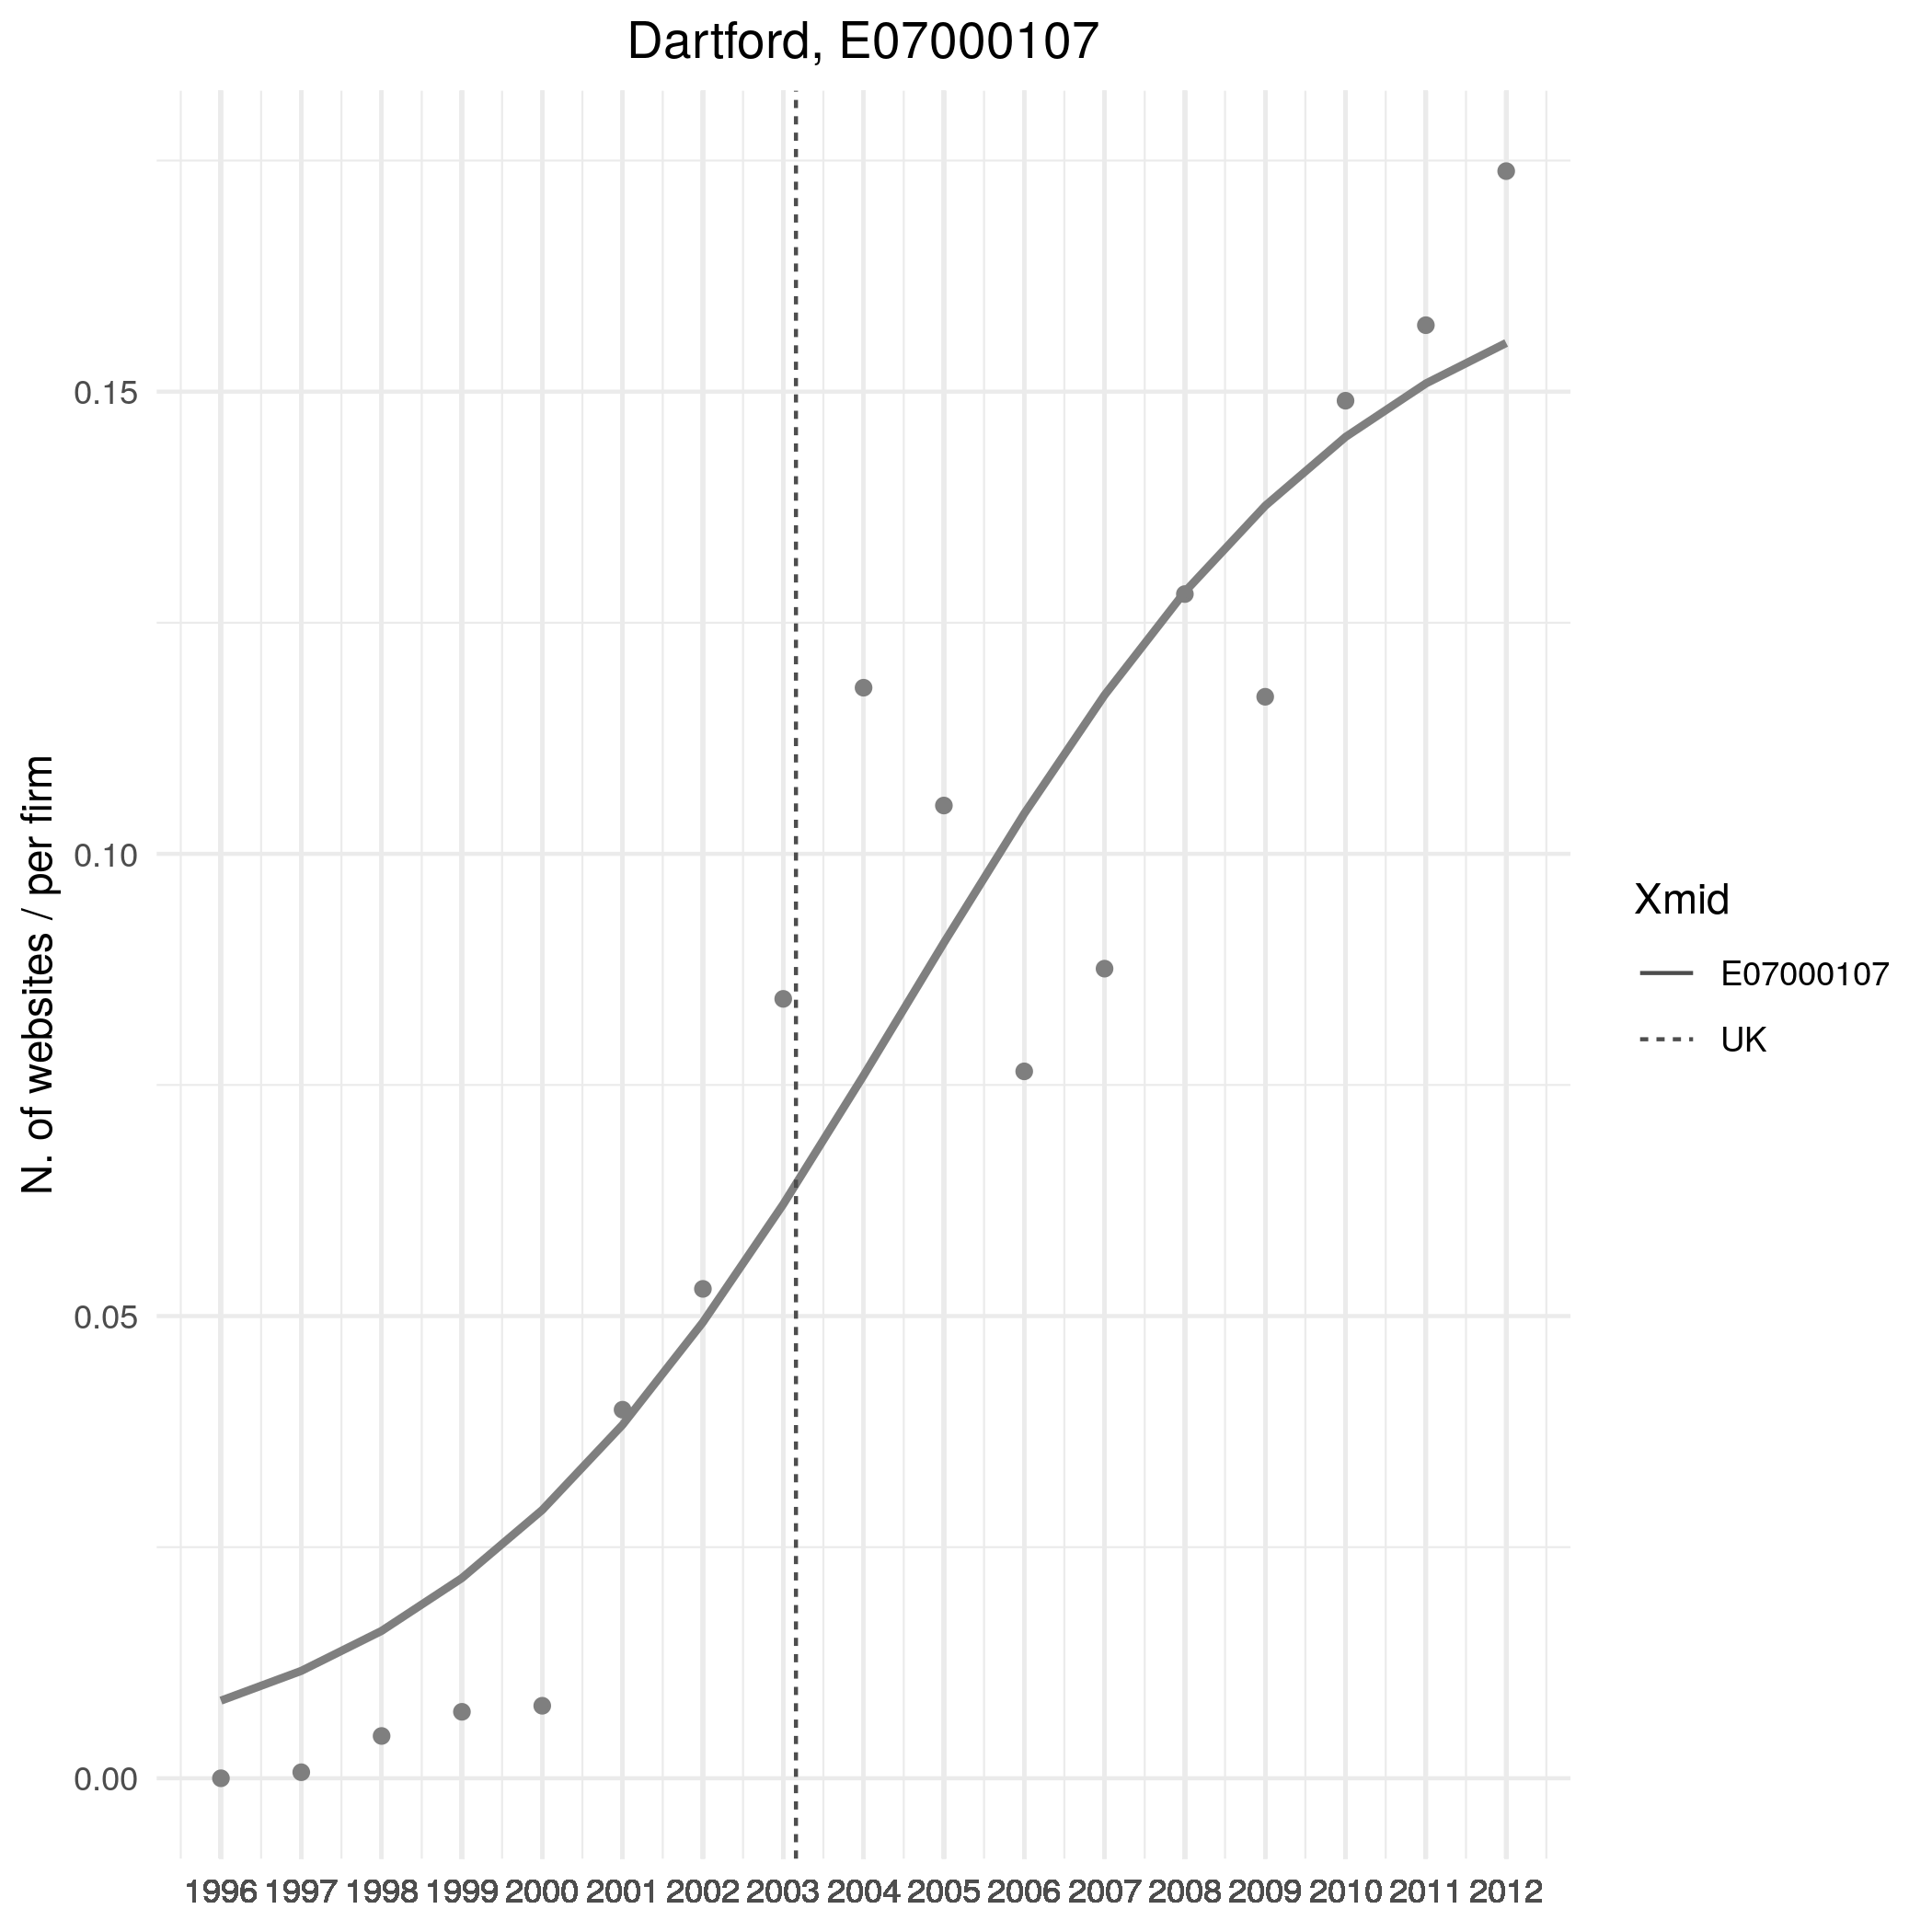 Dartford, E07000107
N. of websites / per firm
0.15
0.10
0.05
0.00
1996 1997 1998 1999 2000 2001 2002 2003 2004 2005 2006 2007 2008 2009 2010 2011 2012
Xmid
E07000107
UK